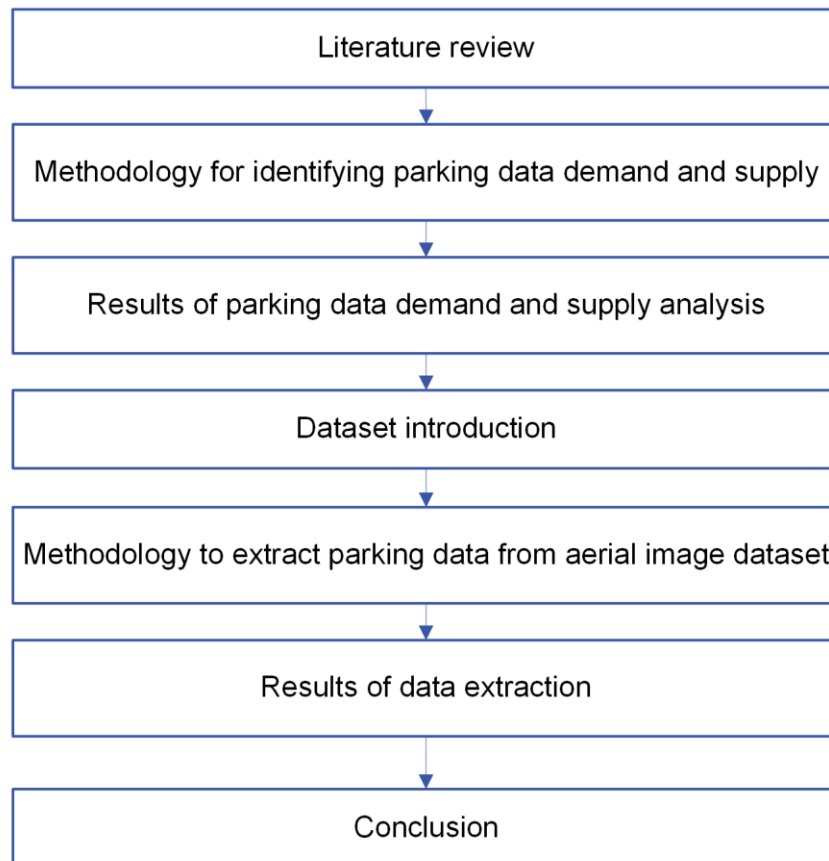 Literature review
Methodology for identifying parking data demand and supply
Results of parking data demand and supply analysis
Dataset introduction
Methodology to extract parking data from aerial image dataset
Results of data extraction
Conclusion